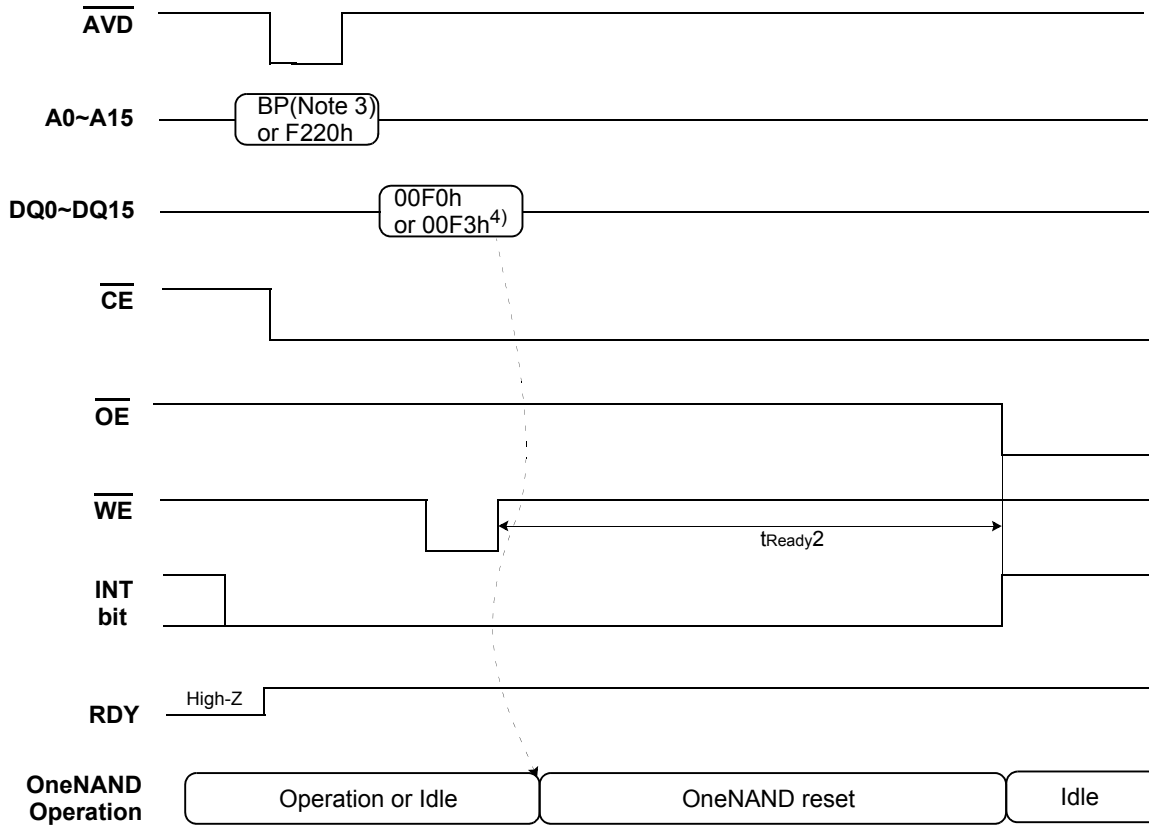 AVD
A0~A15
BP(Note 3)
or F220h
DQ0~DQ15
00F0h
or 00F3h4)
CE
OE
WE
tReady2
INT
bit
High-Z
RDY
OneNAND
Operation
Operation or Idle
OneNAND reset
Idle